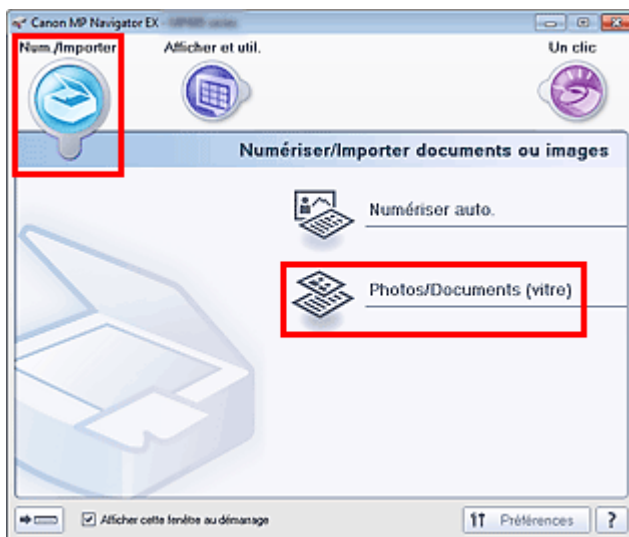 Canon MP Navigator EX
Num./Importer Afficher et util. Un clic
Numériser/Importer documents ou images
Numériser auto.
Photos/Documents (vitre)
Afficher cette fenêtre au démarrage Préférences ?